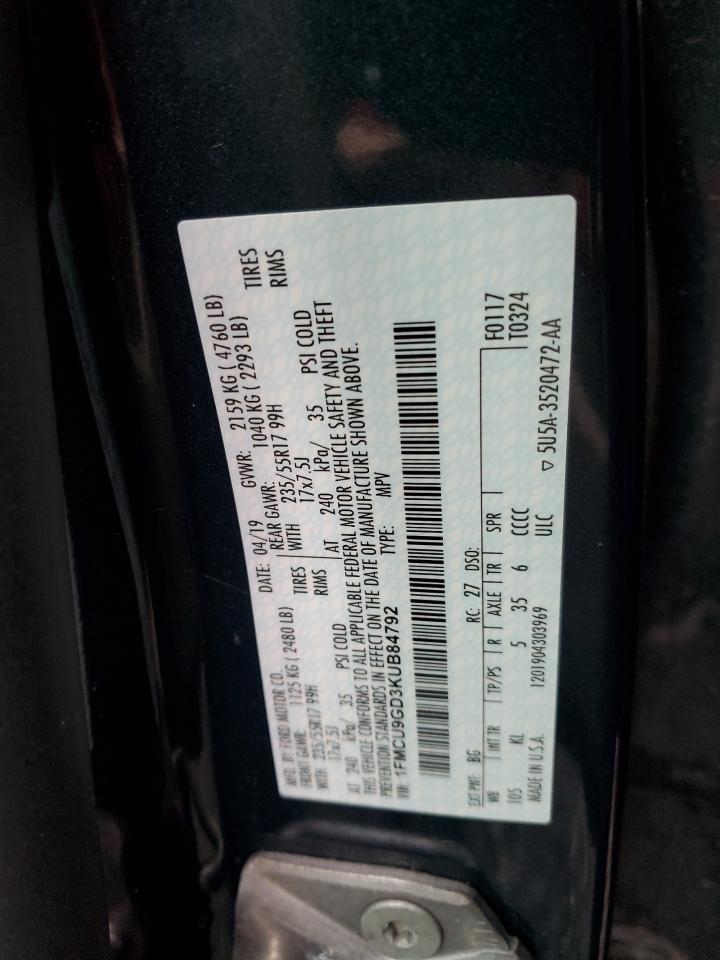 MFD. BY FORD MOTOR CO. DATE: 04/19 GVWR: 2159 KG ( 4760 LB)
FRONT GAWR: 1125 KG ( 2480 LB) REAR GAWR: 1040 KG ( 2293 LB)
WITH 235/55R17 99H TIRES WITH 235/55R17 99H TIRES
17x7.5J RIMS 17x7.5J RIMS
AT 240 kPa/ 35 PSI COLD AT 240 kPa/ 35 PSI COLD
THIS VEHICLE CONFORMS TO ALL APPLICABLE FEDERAL MOTOR VEHICLE SAFETY AND THEFT
PREVENTION STANDARDS IN EFFECT ON THE DATE OF MANUFACTURE SHOWN ABOVE.
VIN: 1FMCU9GD3KUB84792 TYPE: MPV
EXT PNT: BG RC: 27 DSO:
WB INT TR TP/PS R AXLE TR SPR F0117
105 KL 5 35 6 CCCC T0324
MADE IN U.S.A. 1201904303969 ULC ▽ 5U5A-3520472-AA